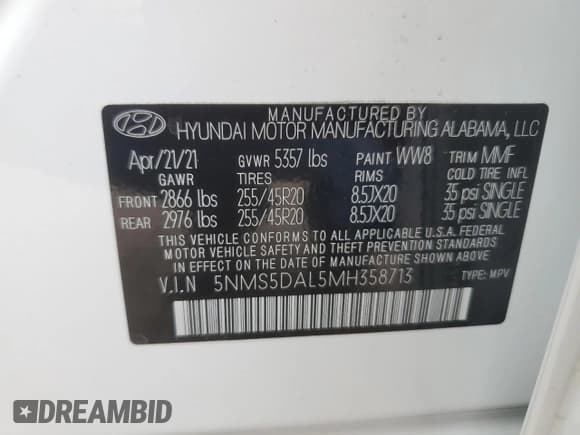 MANUFACTURED BY
HYUNDAI MOTOR MANUFACTURING ALABAMA, LLC
Apr/21/21 GVWR 5357 lbs PAINT WW8 TRIM MMF
GAWR TIRES RIMS COLD TIRE INFL
FRONT 2866 lbs 255/45R20 8.5JX20 35 psi SINGLE
REAR 2976 lbs 255/45R20 8.5JX20 35 psi SINGLE
THIS VEHICLE CONFORMS TO ALL APPLICABLE U.S.A. FEDERAL
MOTOR VEHICLE SAFETY, BUMPER, AND THEFT PREVENTION
STANDARDS IN EFFECT ON THE DATE OF MANUFACTURE SHOWN ABOVE
V.I.N 5NMS5DAL5MH358713 TYPE: MPV
DREAMBID